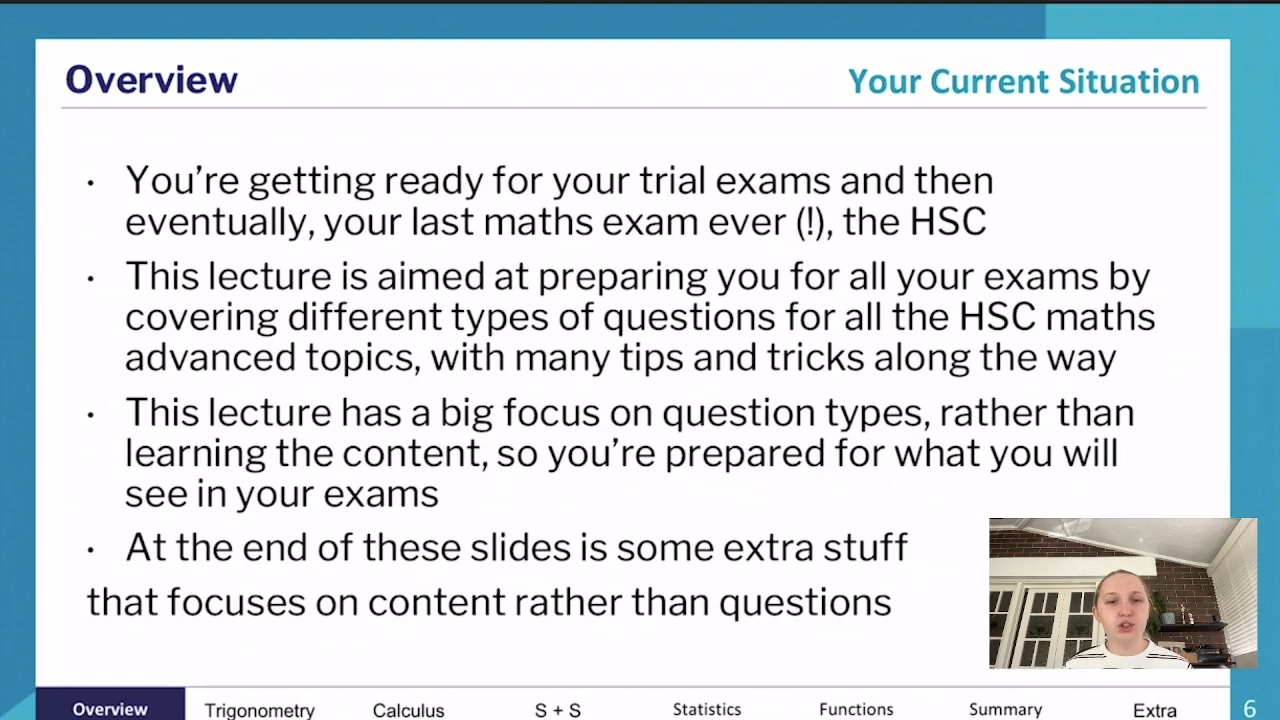 Overview
Your Current Situation
• You’re getting ready for your trial exams and then
eventually, your last maths exam ever (!), the HSC
• This lecture is aimed at preparing you for all your exams by
covering different types of questions for all the HSC maths
advanced topics, with many tips and tricks along the way
• This lecture has a big focus on question types, rather than
learning the content, so you’re prepared for what you will
see in your exams
• At the end of these slides is some extra stuff
that focuses on content rather than questions
Overview Trigonometry Calculus S + S Statistics Functions Summary Extra 6